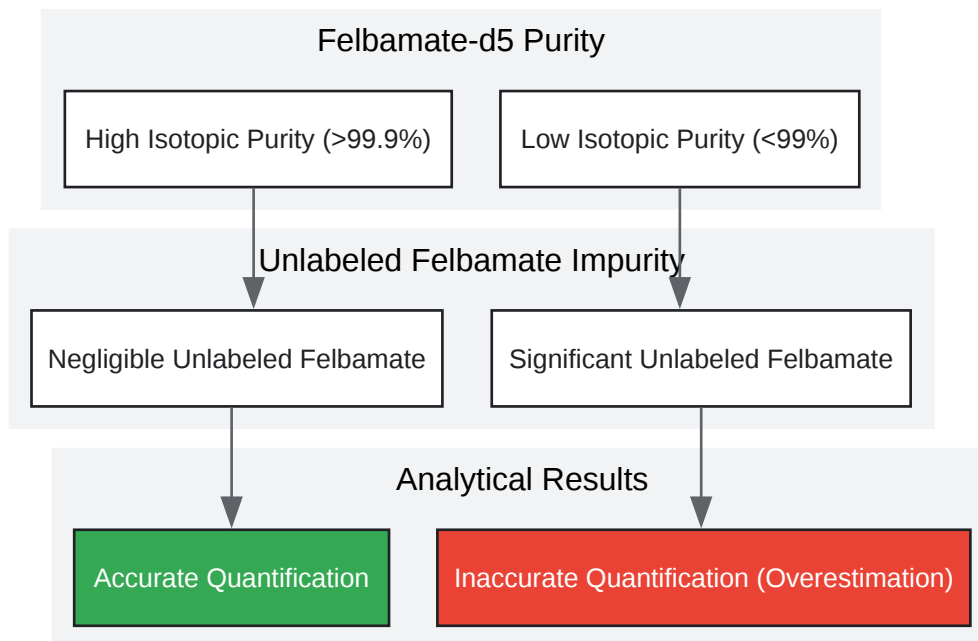 Felbamate-d5 Purity
High Isotopic Purity (>99.9%)
Low Isotopic Purity (<99%)
Unlabeled Felbamate Impurity
Negligible Unlabeled Felbamate
Significant Unlabeled Felbamate
Analytical Results
Accurate Quantification
Inaccurate Quantification (Overestimation)